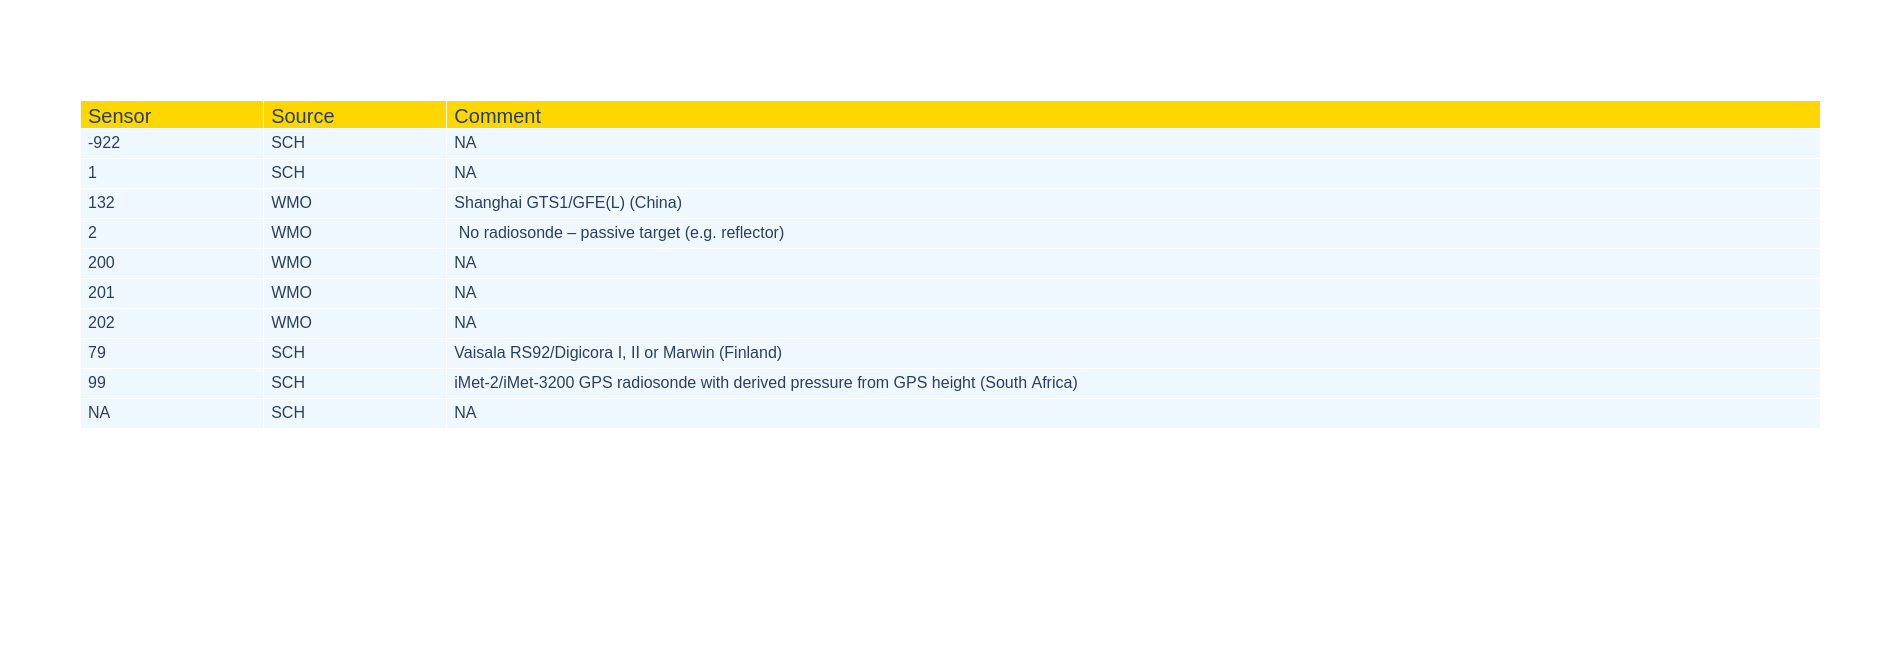 Sensor Source Comment
-922 SCH NA
1 SCH NA
132 WMO Shanghai GTS1/GFE(L) (China)
2 WMO No radiosonde – passive target (e.g. reflector)
200 WMO NA
201 WMO NA
202 WMO NA
79 SCH Vaisala RS92/Digicora I, II or Marwin (Finland)
99 SCH iMet-2/iMet-3200 GPS radiosonde with derived pressure from GPS height (South Africa)
NA SCH NA